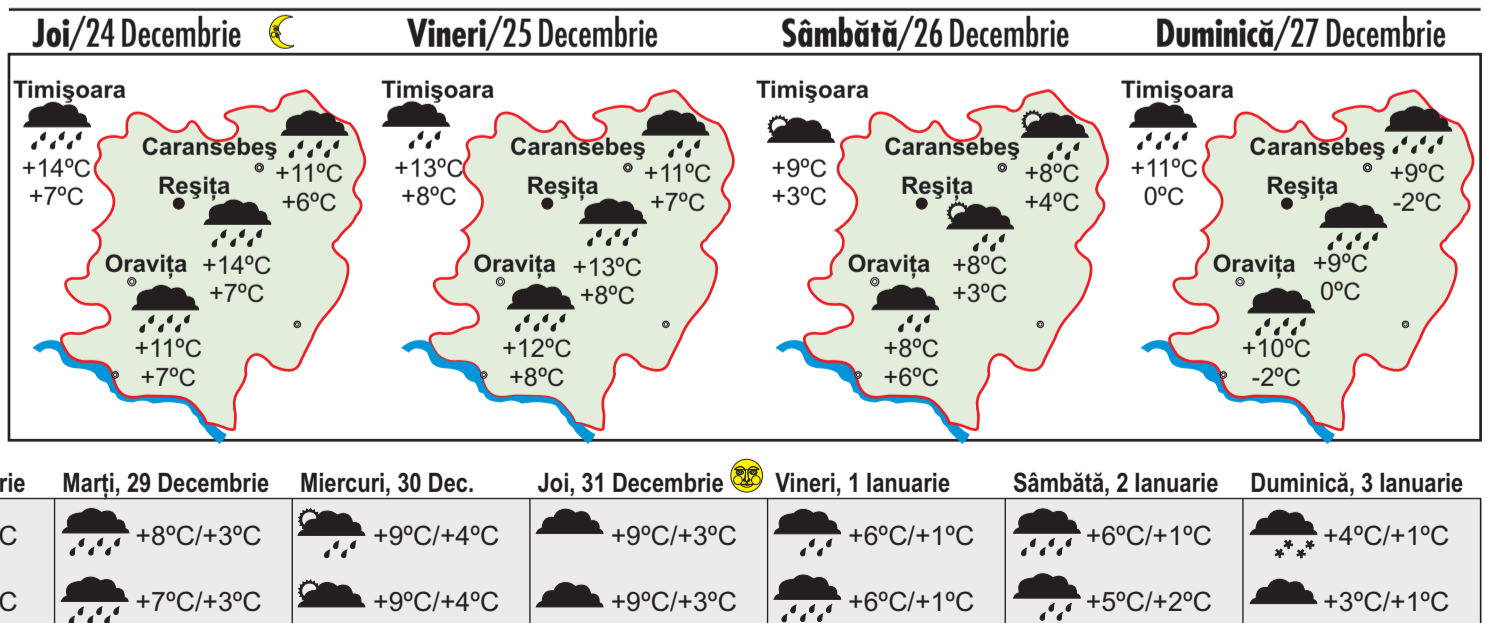 Joi/24 Decembrie
Vineri/25 Decembrie
Sâmbătă/26 Decembrie
Duminică/27 Decembrie
Timişoara
+14ºC
+7ºC
Caransebeş
+11ºC
+6ºC
Reşiţa
+14ºC
+7ºC
Oraviţa
+11ºC
+7ºC
Timişoara
+13ºC
+8ºC
Caransebeş
+11ºC
+7ºC
Reşiţa
+13ºC
+8ºC
Oraviţa
+12ºC
+8ºC
Timişoara
+9ºC
+3ºC
Caransebeş
+8ºC
+4ºC
Reşiţa
+8ºC
+3ºC
Oraviţa
+8ºC
+6ºC
Timişoara
+11ºC
0ºC
Caransebeş
+9ºC
-2ºC
Reşiţa
+9ºC
0ºC
Oraviţa
+10ºC
-2ºC
rie Marţi, 29 Decembrie Miercuri, 30 Dec. Joi, 31 Decembrie Vineri, 1 Ianuarie Sâmbătă, 2 Ianuarie Duminică, 3 Ianuarie
C +8ºC/+3ºC +9ºC/+4ºC +9ºC/+3ºC +6ºC/+1ºC +6ºC/+1ºC +4ºC/+1ºC
C +7ºC/+3ºC +9ºC/+4ºC +9ºC/+3ºC +6ºC/+1ºC +5ºC/+2ºC +3ºC/+1ºC